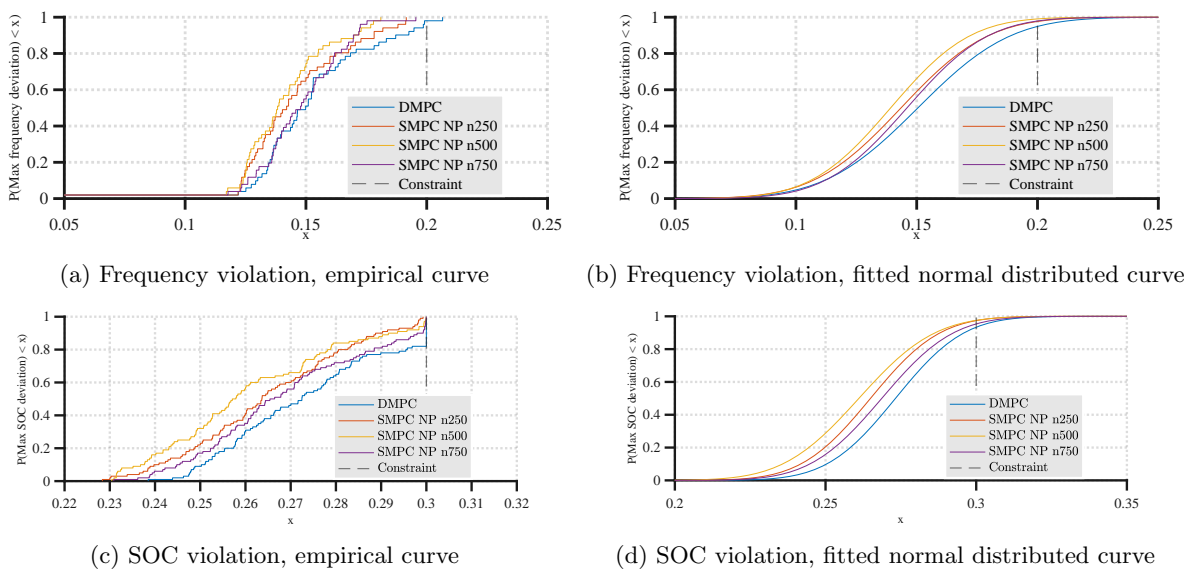 P(Max frequency deviation) < x)
1
0.8
0.6
0.4
0.2
0
0.05
0.1
0.15
0.2
0.25
x
DMPC
SMPC NP n250
SMPC NP n500
SMPC NP n750
Constraint
(a) Frequency violation, empirical curve
P(Max frequency deviation) < x)
1
0.8
0.6
0.4
0.2
0
0.05
0.1
0.15
0.2
0.25
x
DMPC
SMPC NP n250
SMPC NP n500
SMPC NP n750
Constraint
(b) Frequency violation, fitted normal distributed curve
P(Max SOC deviation) < x)
1
0.8
0.6
0.4
0.2
0
0.22
0.23
0.24
0.25
0.26
0.27
0.28
0.29
0.3
0.31
0.32
x
DMPC
SMPC NP n250
SMPC NP n500
SMPC NP n750
Constraint
(c) SOC violation, empirical curve
P(Max SOC deviation) < x)
1
0.8
0.6
0.4
0.2
0
0.2
0.25
0.3
0.35
x
DMPC
SMPC NP n250
SMPC NP n500
SMPC NP n750
Constraint
(d) SOC violation, fitted normal distributed curve